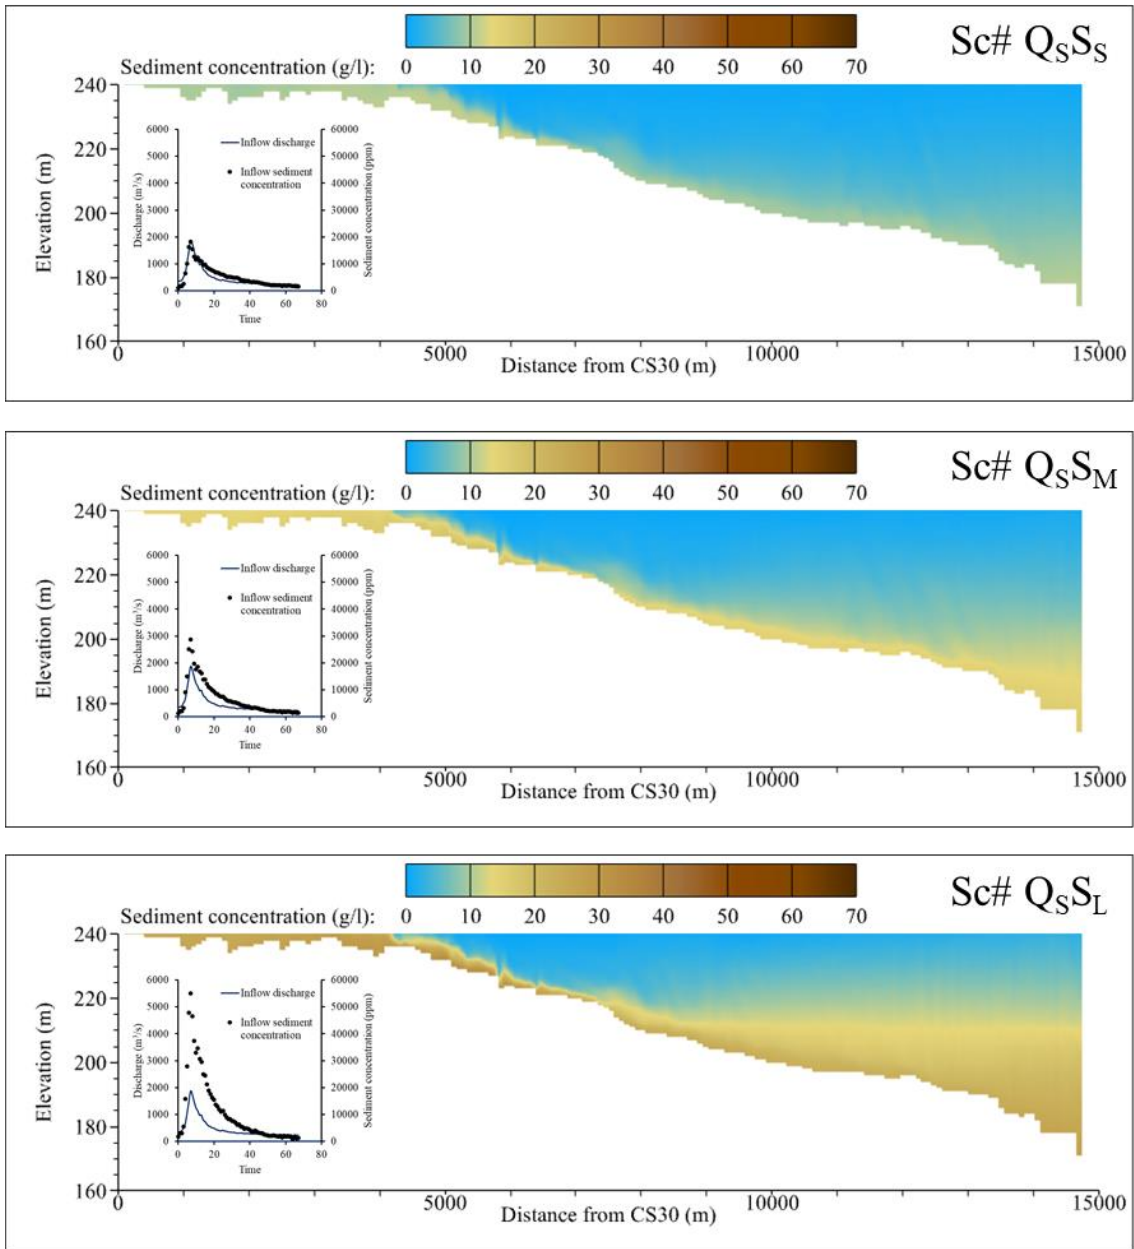 Sc# QSSS
Sediment concentration (g/l):
0 10 20 30 40 50 60 70
240
220
200
180
160
Elevation (m)
0 5000 10000 15000
Distance from CS30 (m)
6000
5000
4000
3000
2000
1000
0
Discharge (m³/s)
60000
50000
40000
30000
20000
10000
0
Sediment concentration (ppm)
Inflow discharge
Inflow sediment
concentration
0 20 40 60 80
Time
Sc# QSSM
Sediment concentration (g/l):
0 10 20 30 40 50 60 70
240
220
200
180
160
Elevation (m)
0 5000 10000 15000
Distance from CS30 (m)
6000
5000
4000
3000
2000
1000
0
Discharge (m³/s)
60000
50000
40000
30000
20000
10000
0
Sediment concentration (ppm)
Inflow discharge
Inflow sediment
concentration
0 20 40 60 80
Time
Sc# QSSL
Sediment concentration (g/l):
0 10 20 30 40 50 60 70
240
220
200
180
160
Elevation (m)
0 5000 10000 15000
Distance from CS30 (m)
6000
5000
4000
3000
2000
1000
0
Discharge (m³/s)
60000
50000
40000
30000
20000
10000
0
Sediment concentration (ppm)
Inflow discharge
Inflow sediment
concentration
0 20 40 60 80
Time